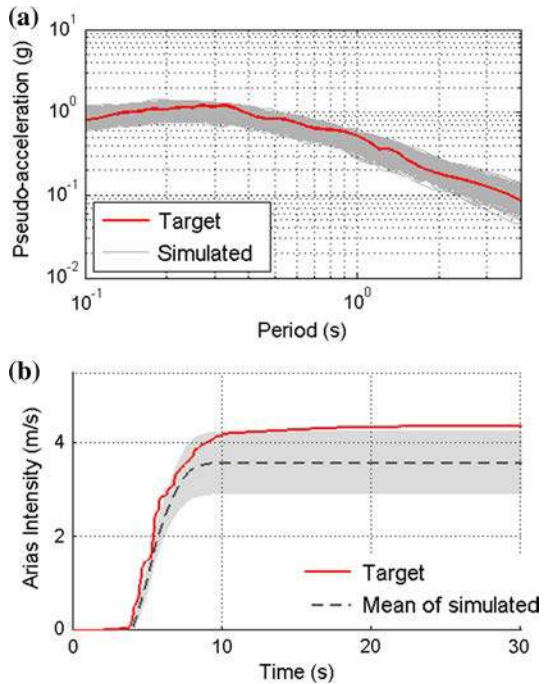 (a)
Pseudo-acceleration (g)
10^1
10^0
10^-1
10^-2
Target
Simulated
10^-1
10^0
Period (s)
(b)
Arias Intensity (m/s)
4
2
0
Target
Mean of simulated
0
10
20
30
Time (s)